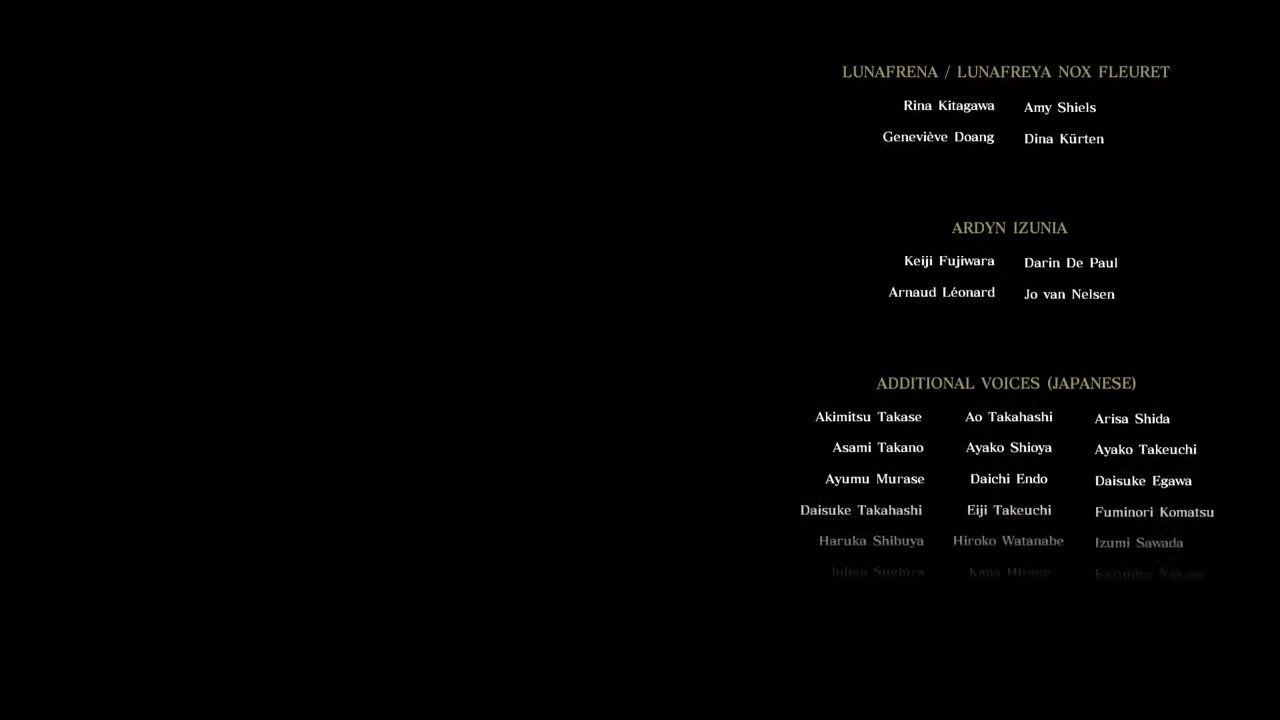 LUNAFRENA / LUNAFREYA NOX FLEURET
Rina Kitagawa Amy Shiels
Geneviève Doang Dina Kürten
ARDYN IZUNIA
Keiji Fujiwara Darin De Paul
Arnaud Léonard Jo van Nelsen
ADDITIONAL VOICES (JAPANESE)
Akimitsu Takase Ao Takahashi Arisa Shida
Asami Takano Ayako Shioya Ayako Takeuchi
Ayumu Murase Daichi Endo Daisuke Egawa
Daisuke Takahashi Eiji Takeuchi Fuminori Komatsu
Haruka Shibuya Hiroko Watanabe Izumi Sawada